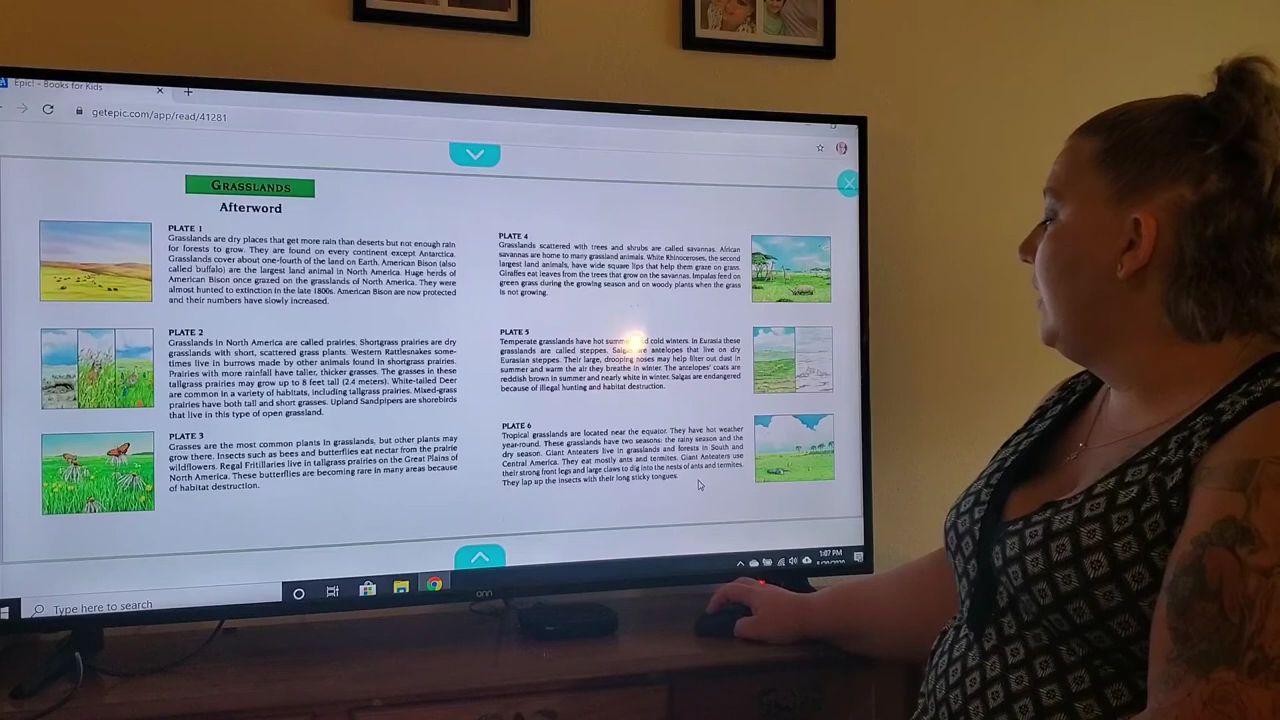 Epic! - Books for Kids
getepic.com/app/read/41281
GRASSLANDS
Afterword
PLATE 1
Grasslands are dry places that get more rain than deserts but not enough rain
for forests to grow. They are found on every continent except Antarctica.
Grasslands cover about one-fourth of the land on Earth. American Bison (also
called buffalo) are the largest land animal in North America. Huge herds of
American Bison once grazed on the grasslands of North America. They were
almost hunted to extinction in the late 1800s. American Bison are now protected
and their numbers have slowly increased.
PLATE 2
Grasslands in North America are called prairies. Shortgrass prairies are dry
grasslands with short, scattered grass plants. Western Rattlesnakes some-
times live in burrows made by other animals found in shortgrass prairies.
Prairies with more rainfall have taller, thicker grasses. The grasses in these
tallgrass prairies may grow up to 8 feet tall (2.4 meters). White-tailed Deer
are common in a variety of habitats, including tallgrass prairies. Mixed-grass
prairies have both tall and short grasses. Upland Sandpipers are shorebirds
that live in this type of open grassland.
PLATE 3
Grasses are the most common plants in grasslands, but other plants may
grow there. Insects such as bees and butterflies eat nectar from the prairie
wildflowers. Regal Fritillaries live in tallgrass prairies on the Great Plains of
North America. These butterflies are becoming rare in many areas because
of habitat destruction.
PLATE 4
Grasslands scattered with trees and shrubs are called savannas. African
savannas are home to many grassland animals. White Rhinoceroses, the second
largest land animals, have wide square lips that help them graze on grass.
Giraffes eat leaves from the trees that grow on the savannas. Impalas feed on
green grass during the growing season and on woody plants when the grass
is not growing.
PLATE 5
Temperate grasslands have hot summers and cold winters. In Eurasia these
grasslands are called steppes. Saigas are antelopes that live on dry
Eurasian steppes. Their large, drooping noses may help filter out dust in
summer and warm the air they breathe in winter. The antelopes' coats are
reddish brown in summer and nearly white in winter. Saigas are endangered
because of illegal hunting and habitat destruction.
PLATE 6
Tropical grasslands are located near the equator. They have hot weather
year-round. These grasslands have two seasons: the rainy season and the
dry season. Giant Anteaters live in grasslands and forests in South and
Central America. They eat mostly ants and termites. Giant Anteaters use
their strong front legs and large claws to dig into the nests of ants and termites.
They lap up the insects with their long sticky tongues.
1:07 PM
Type here to search
onn